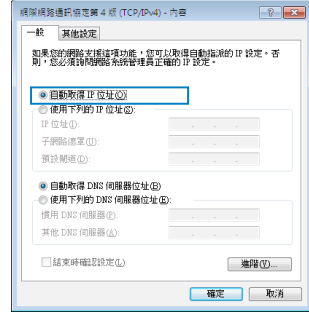 網際網路通訊協定第 4 版 (TCP/IPv4) - 內容
一般 其他設定
如果您的網路支援這項功能，您可以取得自動指派的 IP 設定。否
則，您必須詢問網路系統管理員正確的 IP 設定。
自動取得 IP 位址(O)
使用下列的 IP 位址(S):
IP 位址(I):
子網路遮罩(U):
預設閘道(D):
自動取得 DNS 伺服器位址(B)
使用下列的 DNS 伺服器位址(E):
慣用 DNS 伺服器(P):
其他 DNS 伺服器(A):
結束時確認設定(L)
進階(V)...
確定 取消